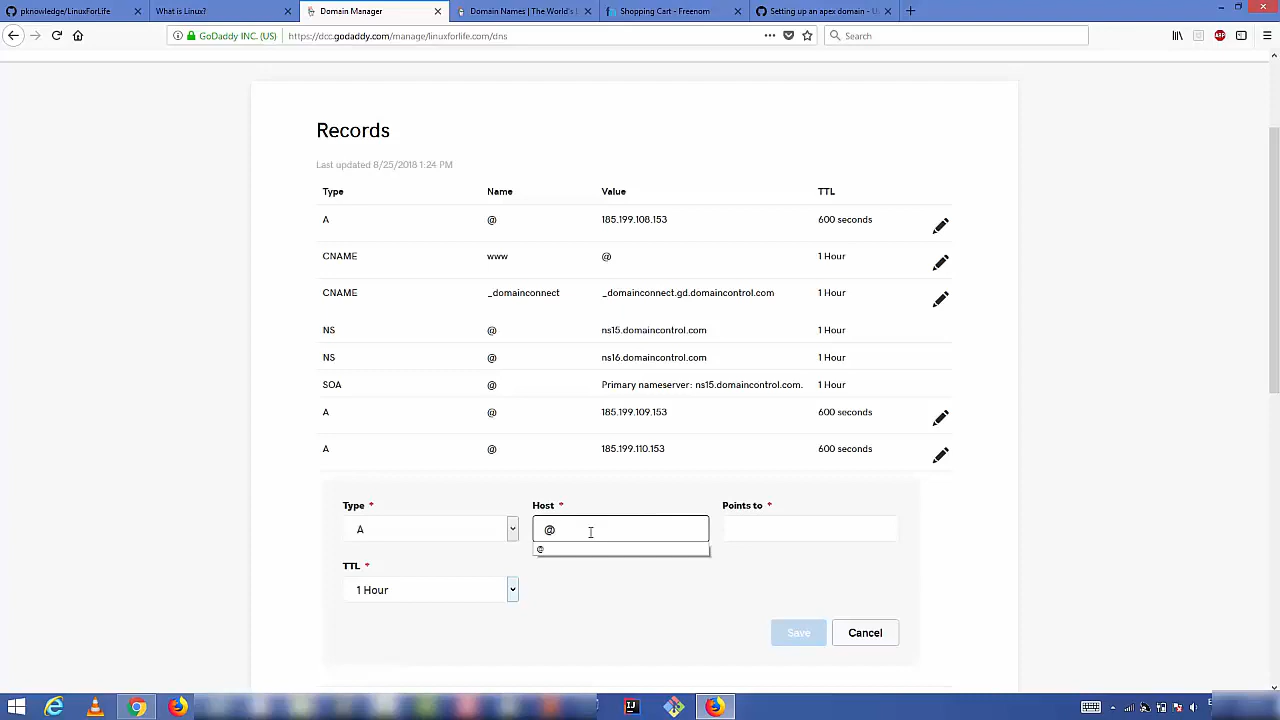 pknowledge/LinuxForLife
What is Linux?
Domain Manager
Domain Names | The World's
Shopping Cart - Freenom
Setting up an apex domain - U
GoDaddy INC. (US)
https://dcc.godaddy.com/manage/linuxforlife.com/dns
Search
ABP
Records
Last updated 8/25/2018 1:24 PM
Type Name Value TTL
A @ 185.199.108.153 600 seconds
CNAME www @ 1 Hour
CNAME _domainconnect _domainconnect.gd.domaincontrol.com 1 Hour
NS @ ns15.domaincontrol.com 1 Hour
NS @ ns16.domaincontrol.com 1 Hour
SOA @ Primary nameserver: ns15.domaincontrol.com. 1 Hour
A @ 185.199.109.153 600 seconds
A @ 185.199.110.153 600 seconds
Type * Host * Points to *
A @
@
TTL *
1 Hour
Save Cancel